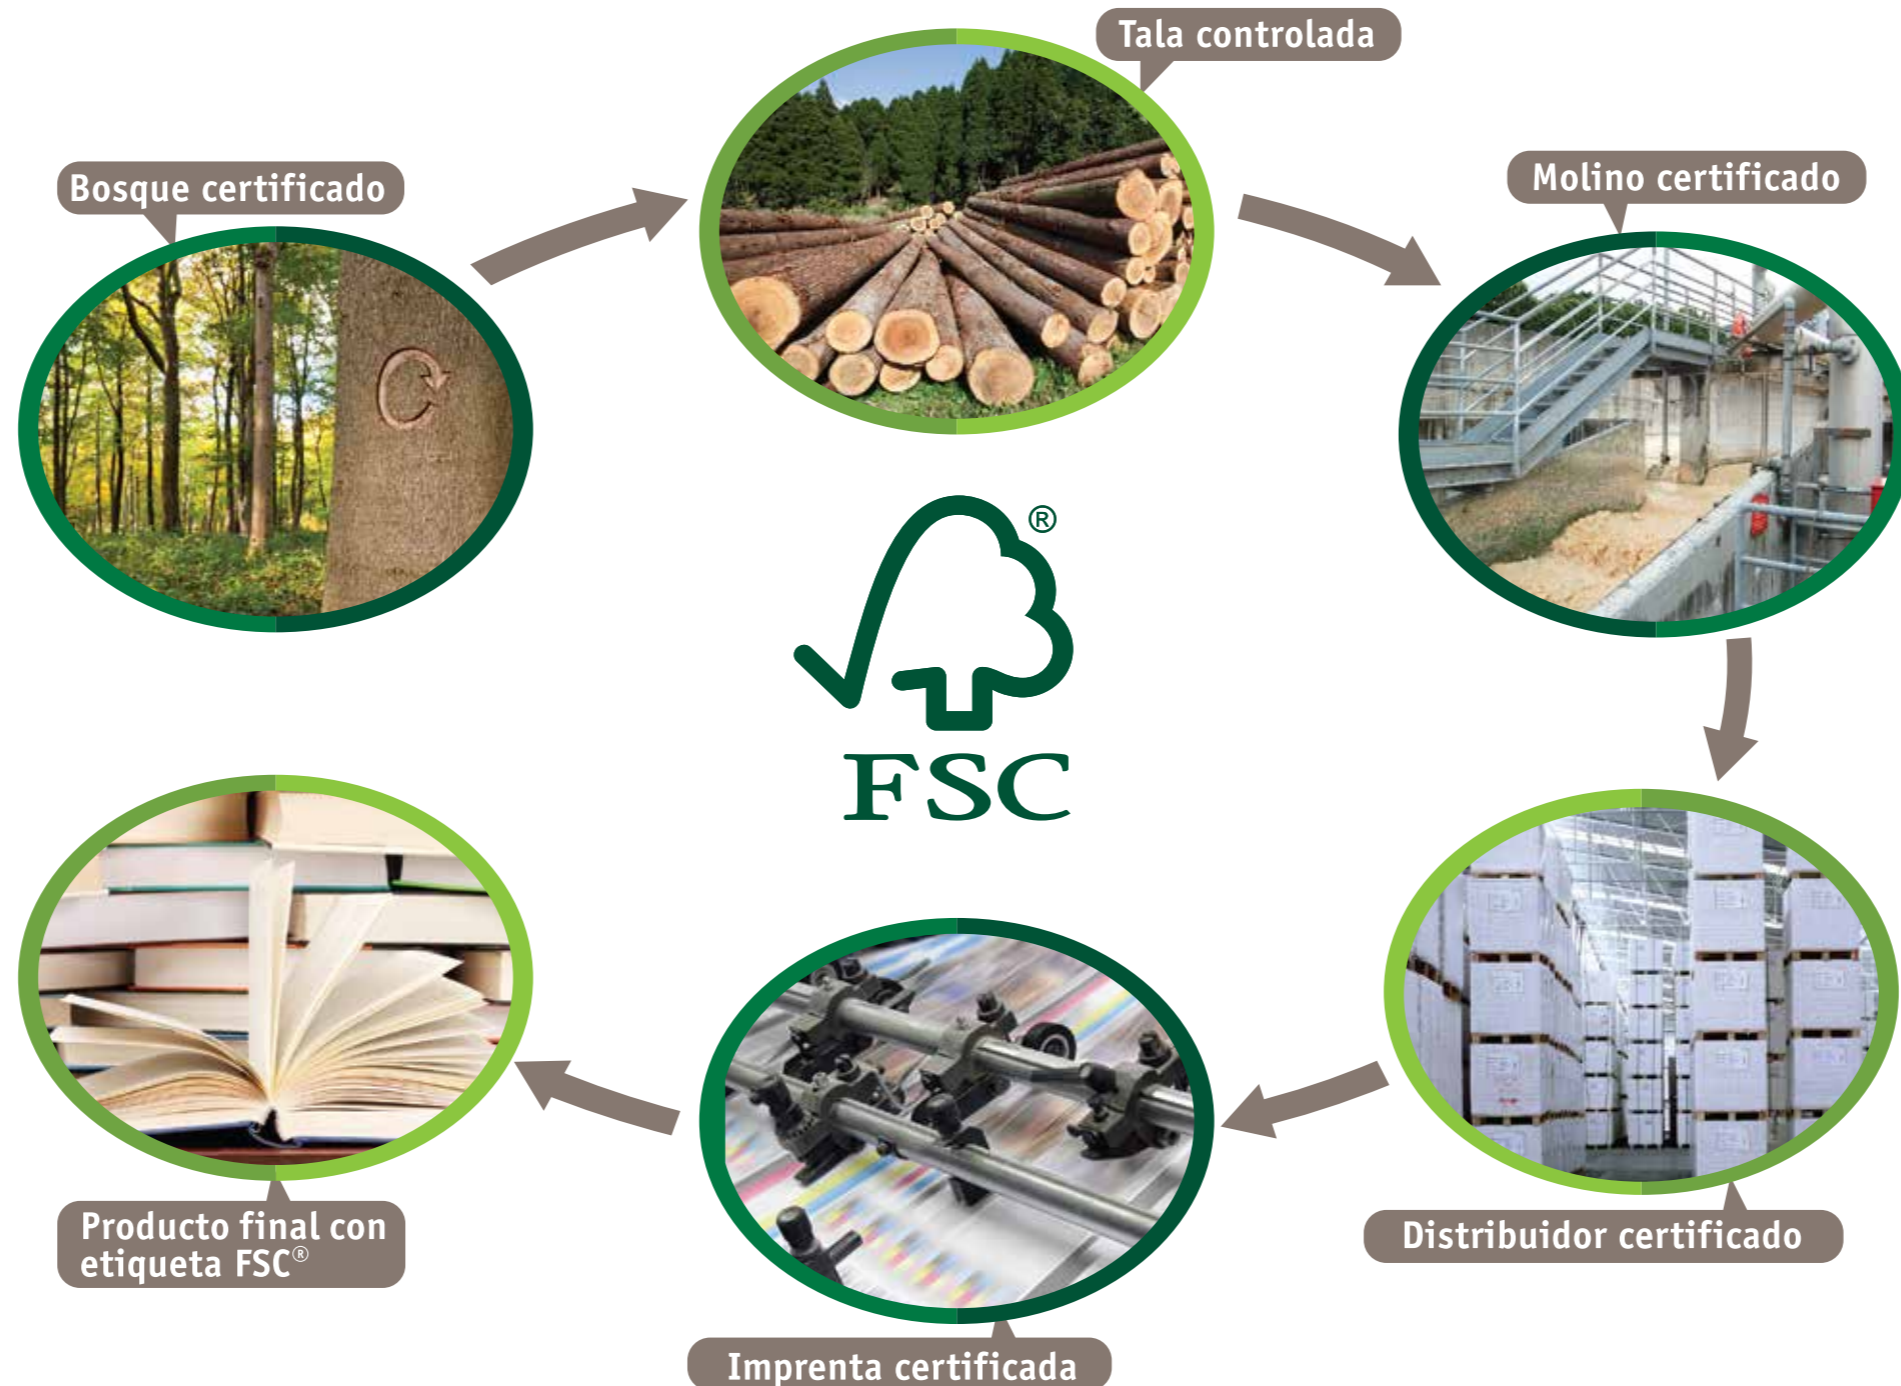 Tala controlada
Bosque certificado
Molino certificado
®
FSC
Producto final con
etiqueta FSC®
Distribuidor certificado
Imprenta certificada